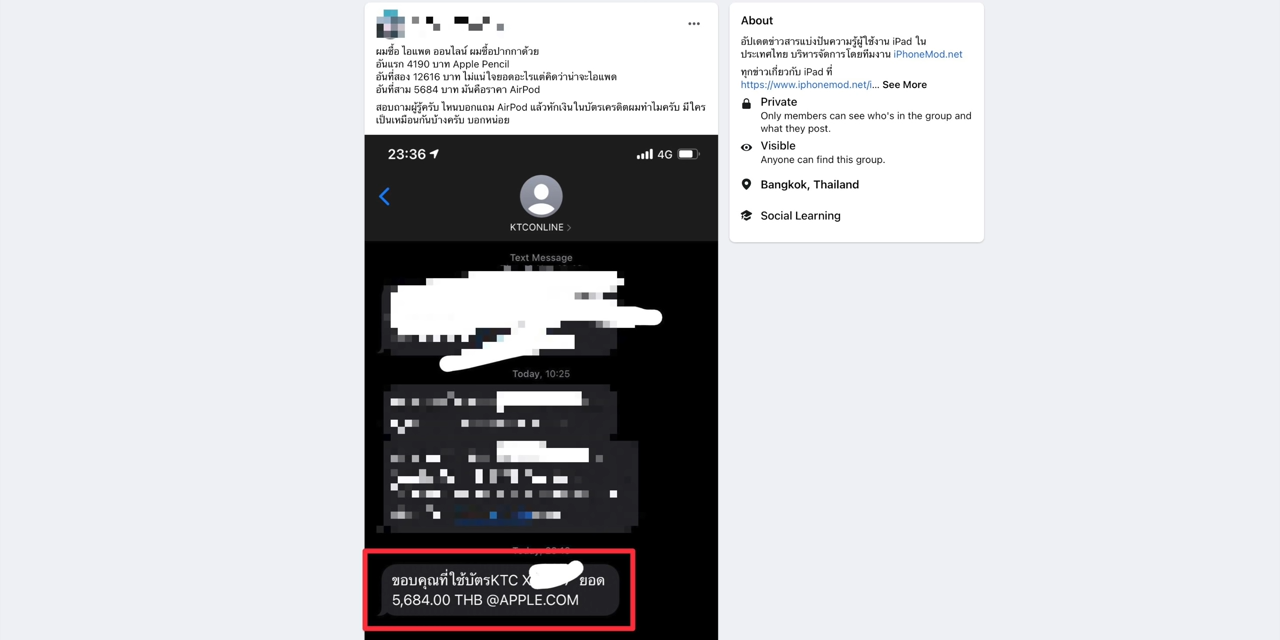 ผมซื้อ ไอแพด ออนไลน์ ผมซื้อปากกาด้วย
อันแรก 4190 บาท Apple Pencil
อันที่สอง 12616 บาท ไม่แน่ใจยอดอะไรแต่คิดว่าน่าจะไอแพด
อันที่สาม 5684 บาท มันคือราคา AirPod
สอบถามผู้รู้ครับ ไหนบอกแถม AirPod แล้วหักเงินในบัตรเครดิตผมทำไมครับ มีใคร
เป็นเหมือนกันบ้างครับ บอกหน่อย
23:36
4G
KTCONLINE
Text Message
Today, 10:25
ขอบคุณที่ใช้บัตรKTC ยอด
5,684.00 THB @APPLE.COM
About
อัปเดตข่าวสารแบ่งปันความรู้ผู้ใช้งาน iPad ใน
ประเทศไทย บริหารจัดการโดยทีมงาน iPhoneMod.net
ทุกข่าวเกี่ยวกับ iPad ที่
https://www.iphonemod.net/i... See More
Private
Only members can see who's in the group and
what they post.
Visible
Anyone can find this group.
Bangkok, Thailand
Social Learning